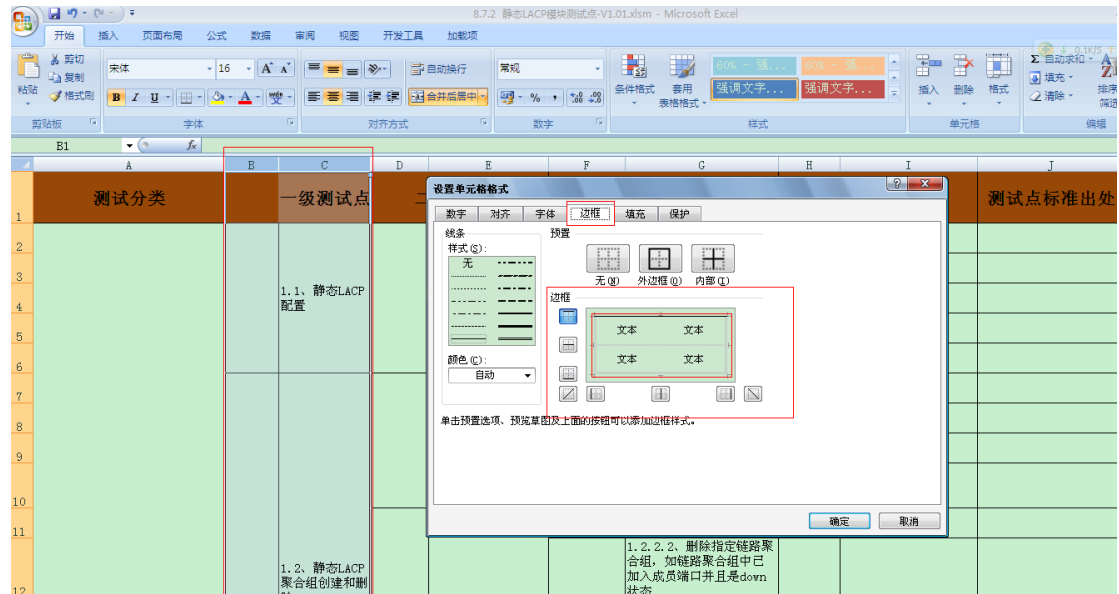 8.7.2 静态LACP模块测试点-V1.01.xlsm - Microsoft Excel
开始 插入 页面布局 公式 数据 审阅 视图 开发工具 加载项
0.1K/S
剪切
复制
格式刷
粘贴
剪贴板
宋体 16 A A
B I U A
字体
自动换行
合并后居中
对齐方式
常规
% ,
数字
条件格式
套用
表格格式
60% - 强...
60% - 强...
强调文字...
强调文字...
样式
插入 删除 格式
单元格
Σ 自动求和
填充
清除
排序
筛选
编辑
B1 fx
A B C D E F G H I J
1 测试分类 一级测试点 测试点标准出处
2
3
4
5
6
1.1、静态LACP
配置
7
8
9
10
11
12
1.2、静态LACP
聚合组创建和删
1.2.2.2、删除指定链路聚
合组，如链路聚合组中已
加入成员端口并且是down
状态
设置单元格格式
数字 对齐 字体 边框 填充 保护
线条
样式(S):
无
颜色(C):
自动
预置
无(N) 外边框(O) 内部(I)
边框
文本 文本
文本 文本
单击预置选项、预览草图及上面的按钮可以添加边框样式。
确定 取消